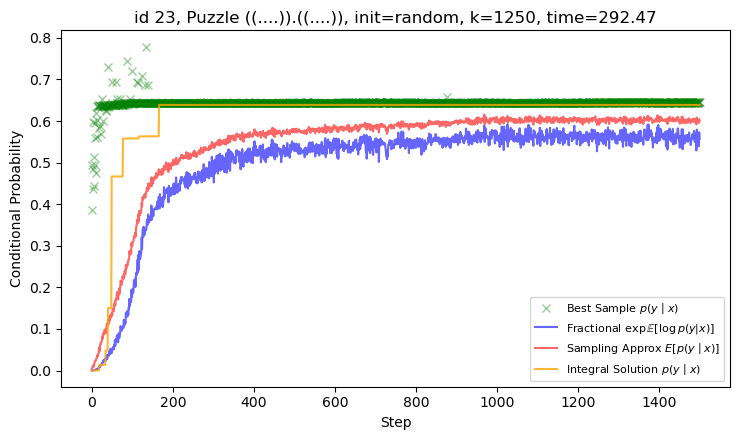 id 23, Puzzle ((....)).((....)), init=random, k=1250, time=292.47
Conditional Probability
0.8
0.7
0.6
0.5
0.4
0.3
0.2
0.1
0.0
Best Sample p(y | x)
Fractional exp𝔼[log p(y|x)]
Sampling Approx E[p(y | x)]
Integral Solution p(y | x)
0 200 400 600 800 1000 1200 1400
Step